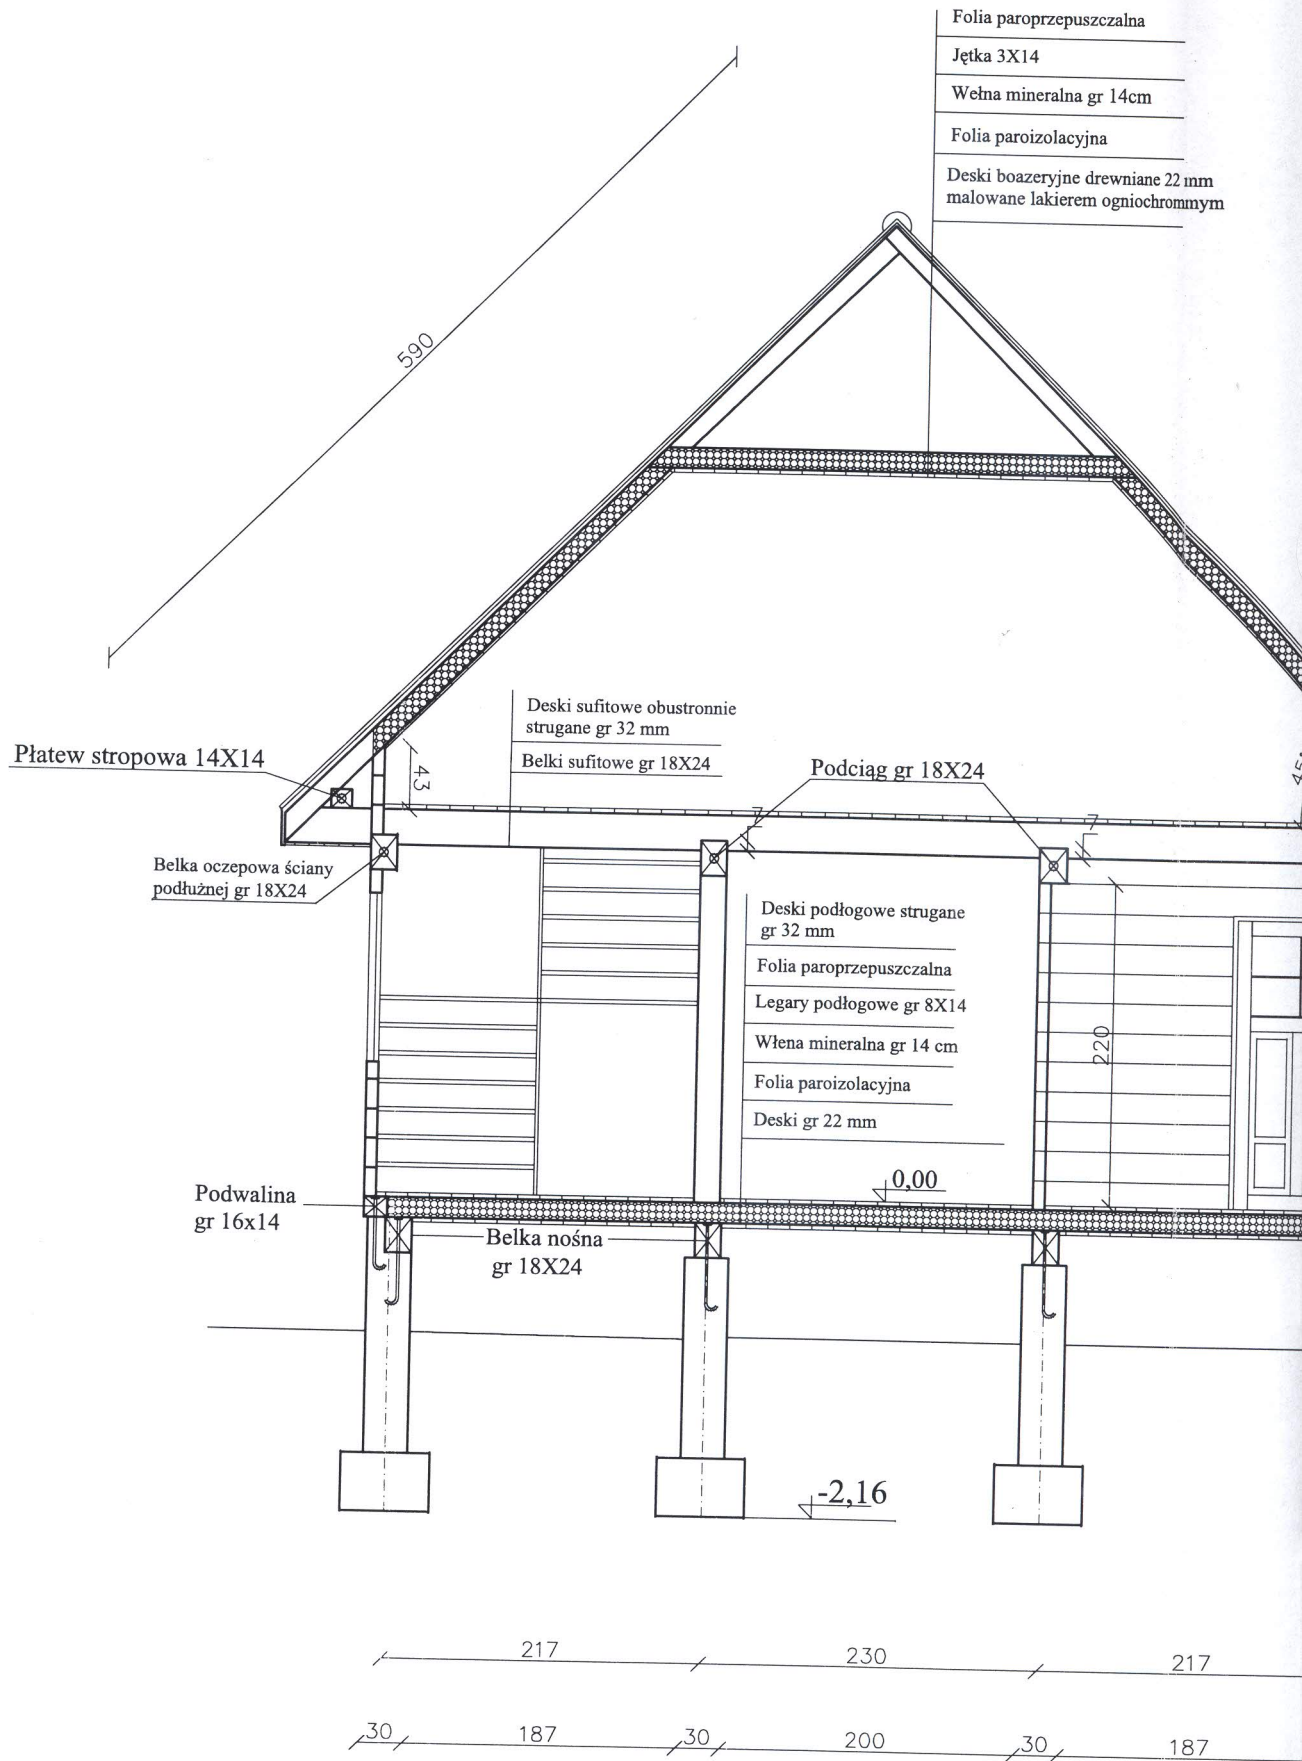 Folia paroprzepuszczalna
Jętka 3X14
Wełna mineralna gr 14cm
Folia paroizolacyjna
Deski boazeryjne drewniane 22 mm
malowane lakierem ogniochrommym
590
Deski sufitowe obustronnie
strugane gr 32 mm
Belki sufitowe gr 18X24
Płatew stropowa 14X14
43
Podciąg gr 18X24
45°
7
7
Belka oczepowa ściany
podłużnej gr 18X24
Deski podłogowe strugane
gr 32 mm
Folia paroprzepuszczalna
Legary podłogowe gr 8X14
Włena mineralna gr 14 cm
Folia paroizolacyjna
Deski gr 22 mm
220
0,00
Podwalina
gr 16x14
Belka nośna
gr 18X24
-2,16
217 230 217
30 187 30 200 30 187